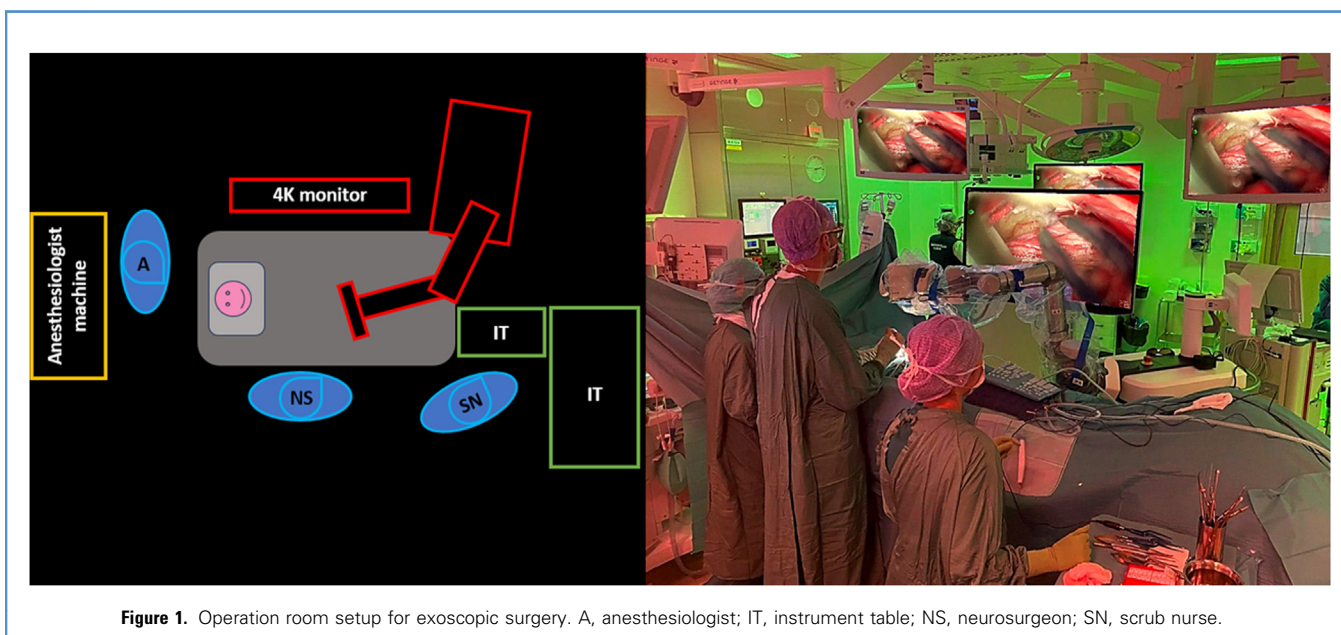 4K monitor
Anesthesiologist
machine
A
IT
IT
NS
SN
GETINGE
Figure 1. Operation room setup for exoscopic surgery. A, anesthesiologist; IT, instrument table; NS, neurosurgeon; SN, scrub nurse.